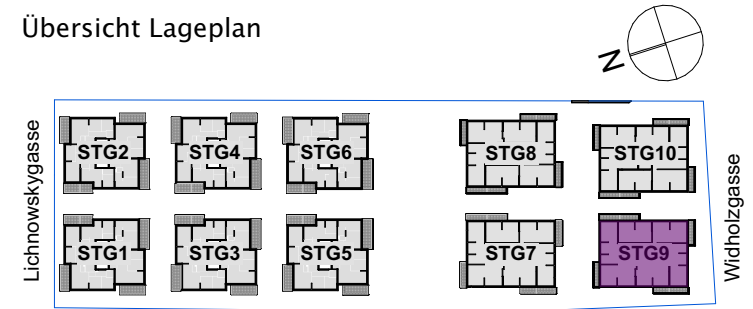 Übersicht Lageplan
N
Lichnowskygasse
STG2 STG4 STG6 STG8 STG10
STG1 STG3 STG5 STG7 STG9
Widholzgasse